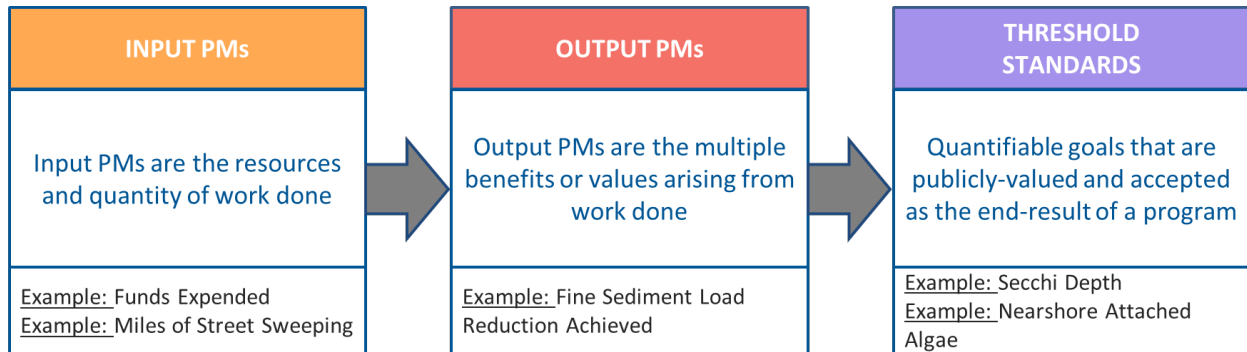 INPUT PMs
Input PMs are the resources
and quantity of work done
Example: Funds Expended
Example: Miles of Street Sweeping
OUTPUT PMs
Output PMs are the multiple
benefits or values arising from
work done
Example: Fine Sediment Load
Reduction Achieved
THRESHOLD
STANDARDS
Quantifiable goals that are
publicly-valued and accepted
as the end-result of a program
Example: Secchi Depth
Example: Nearshore Attached
Algae